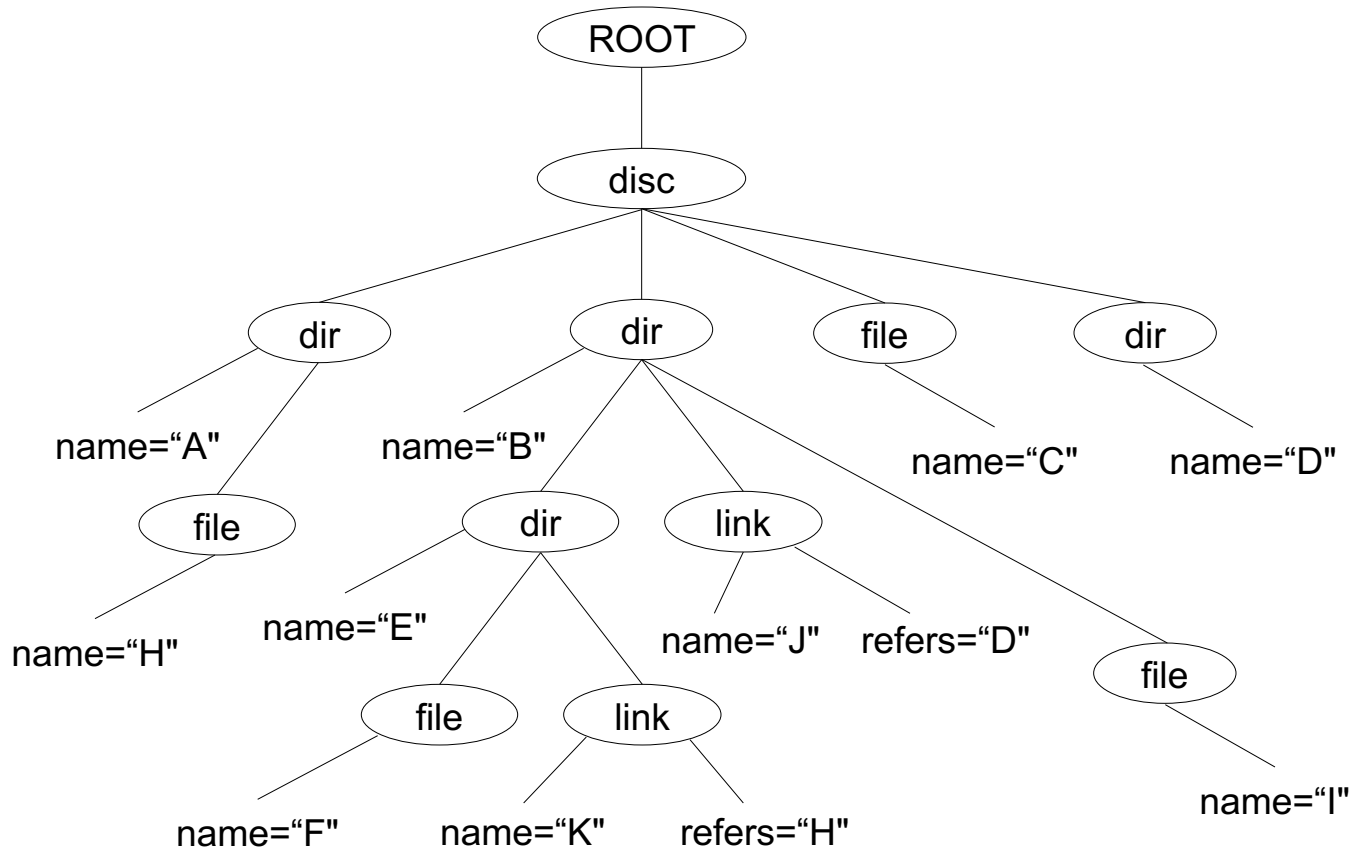 ROOT
disc
dir
dir
file
dir
name=“A"
name=“B"
name=“C"
name=“D"
file
dir
link
name=“H"
name=“E"
name=“J"
refers=“D"
file
file
link
name=“I"
name=“F"
name=“K"
refers=“H"